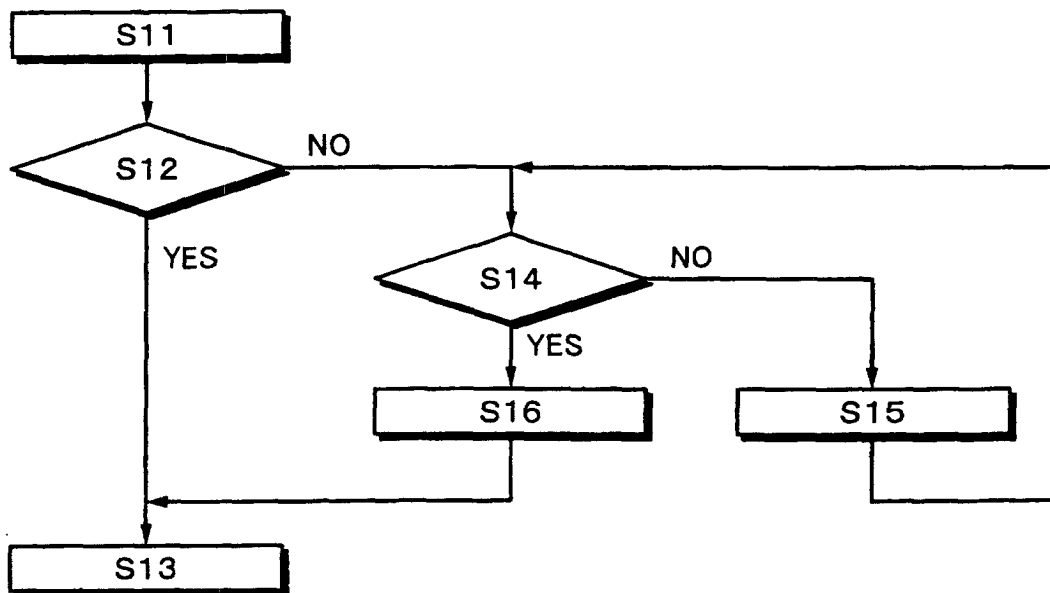 S11
S12
NO
YES
S14
NO
YES
S16
S15
S13